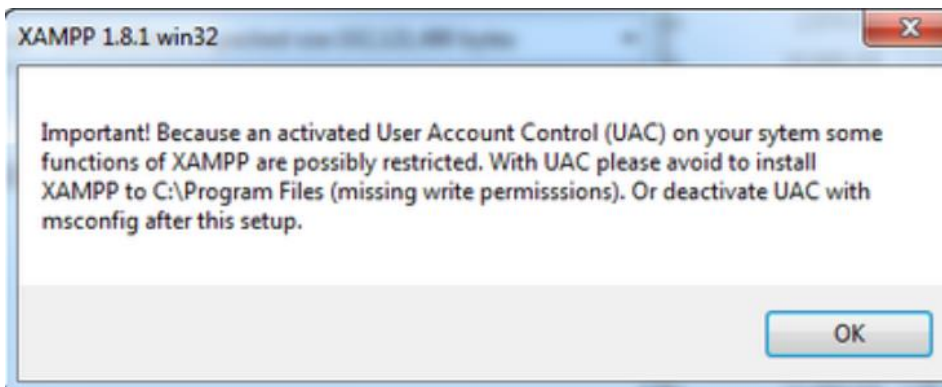 XAMPP 1.8.1 win32
Important! Because an activated User Account Control (UAC) on your sytem some
functions of XAMPP are possibly restricted. With UAC please avoid to install
XAMPP to C:\Program Files (missing write permisssions). Or deactivate UAC with
msconfig after this setup.
OK